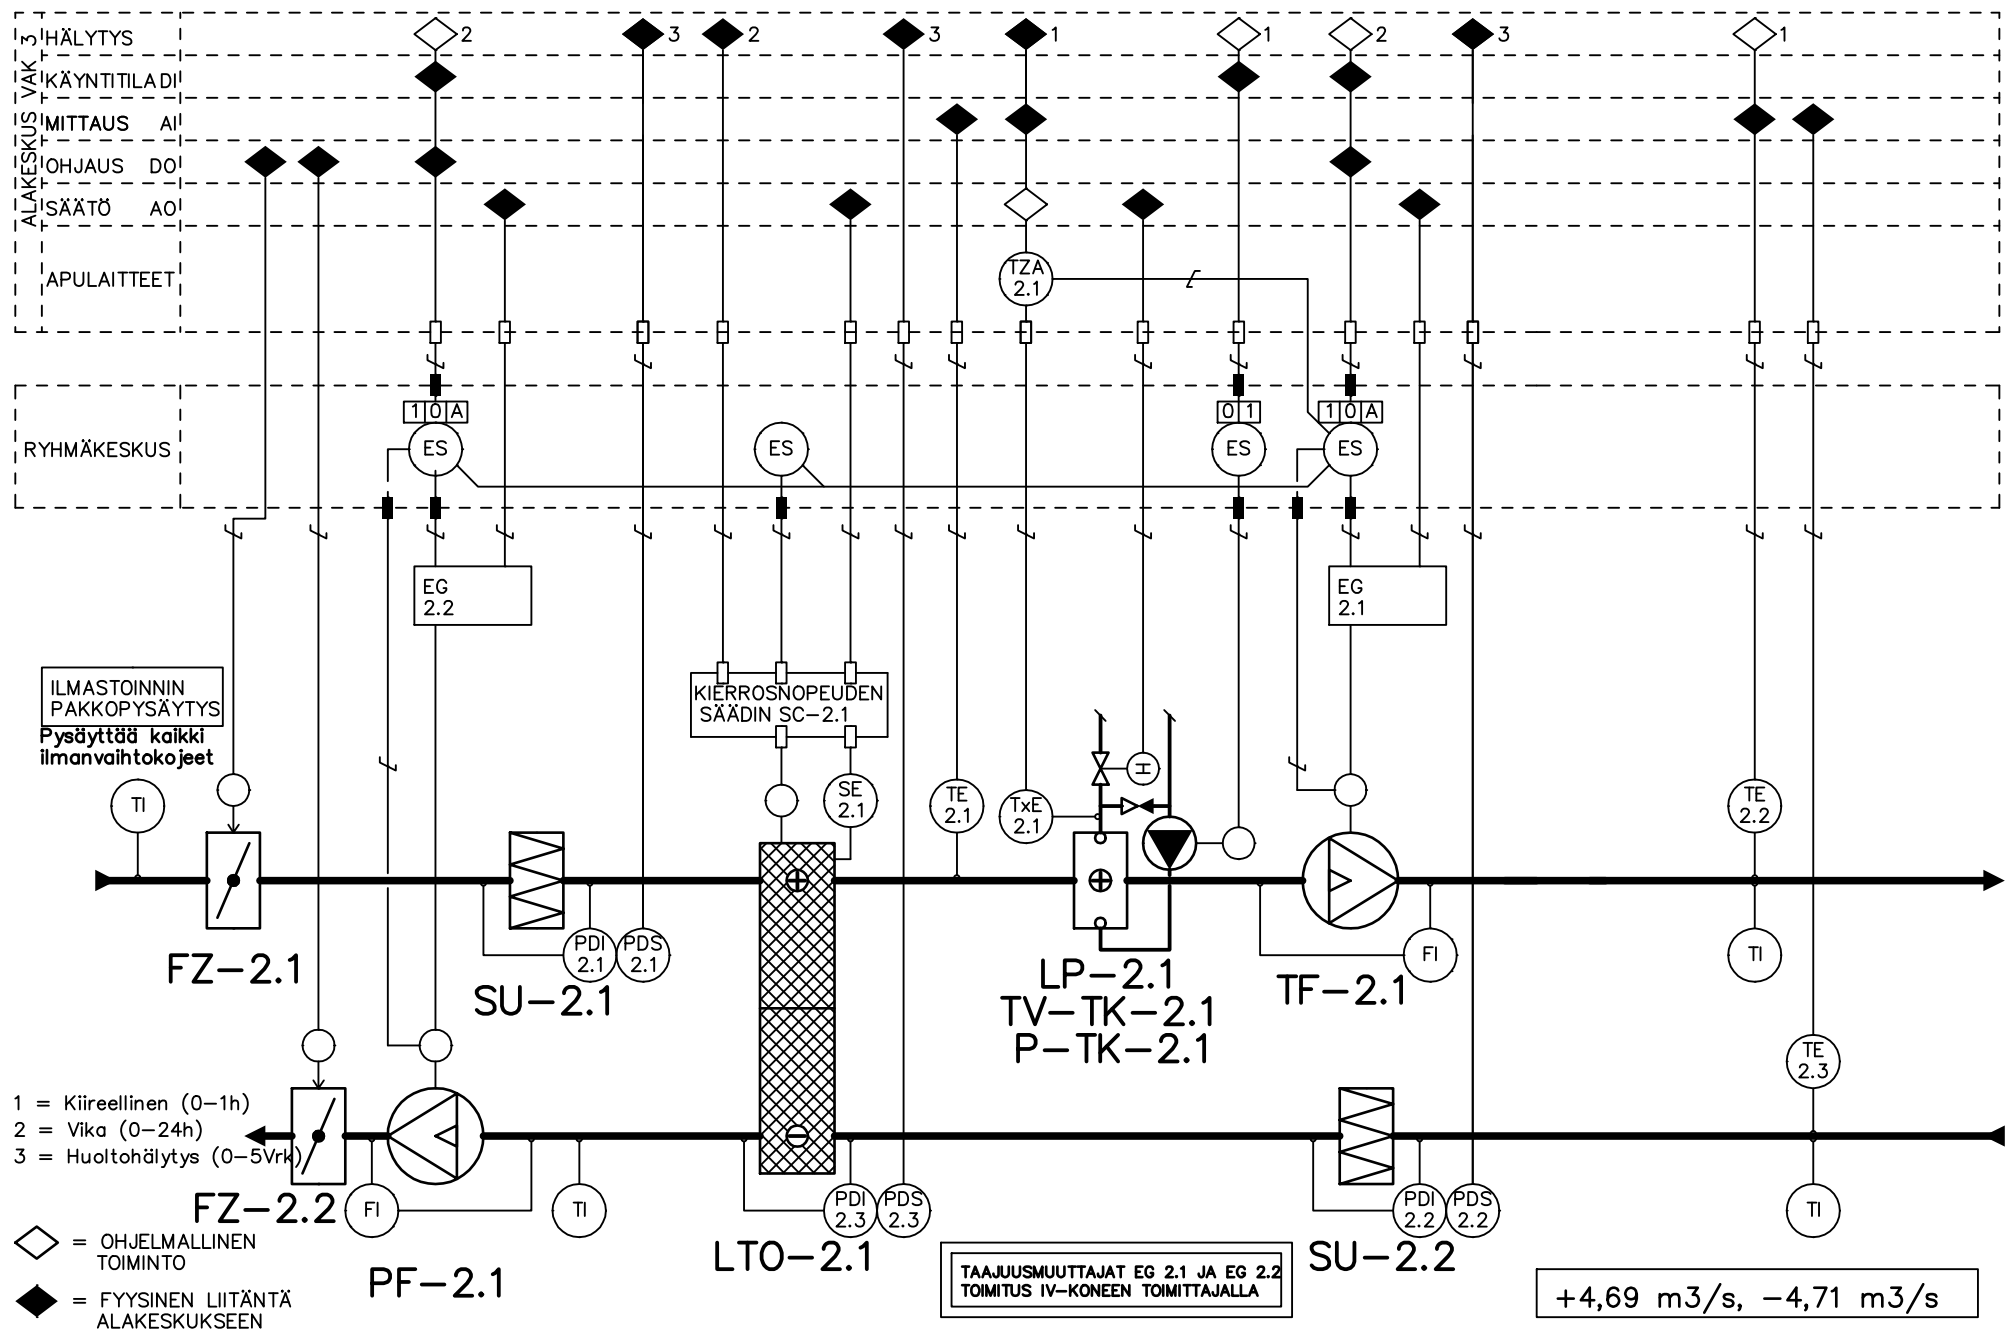 ALAKESKUS VAK 3
HÄLYTYS
2
3
2
3
1
1
2
3
1
KÄYNTITILA DI
MITTAUS AI
OHJAUS DO
SÄÄTÖ AO
APULAITTEET
TZA
2.1
RYHMÄKESKUS
1 0 A
0 1
1 0 A
ES
ES
ES
ES
EG
2.2
EG
2.1
ILMASTOINNIN
PAKKOPYSÄYTYS
Pysäyttää kaikki
ilmanvaihtokojeet
KIERROSNOPEUDEN
SÄÄDIN SC-2.1
H
TI
SE
2.1
TE
2.1
TxE
2.1
TE
2.2
PDI
2.1
PDS
2.1
FI
TI
FZ-2.1
SU-2.1
LP-2.1
TV-TK-2.1
P-TK-2.1
TF-2.1
TE
2.3
1 = Kiireellinen (0-1h)
2 = Vika (0-24h)
3 = Huoltohälytys (0-5Vrk)
FZ-2.2
FI
TI
PDI
2.3
PDS
2.3
PDI
2.2
PDS
2.2
TI
= OHJELMALLINEN
TOIMINTO
PF-2.1
LTO-2.1
SU-2.2
= FYYSINEN LIITÄNTÄ
ALAKESKUKSEEN
TAAJUUSMUUTTAJAT EG 2.1 JA EG 2.2
TOIMITUS IV-KONEEN TOIMITTAJALLA
+4,69 m3/s, -4,71 m3/s